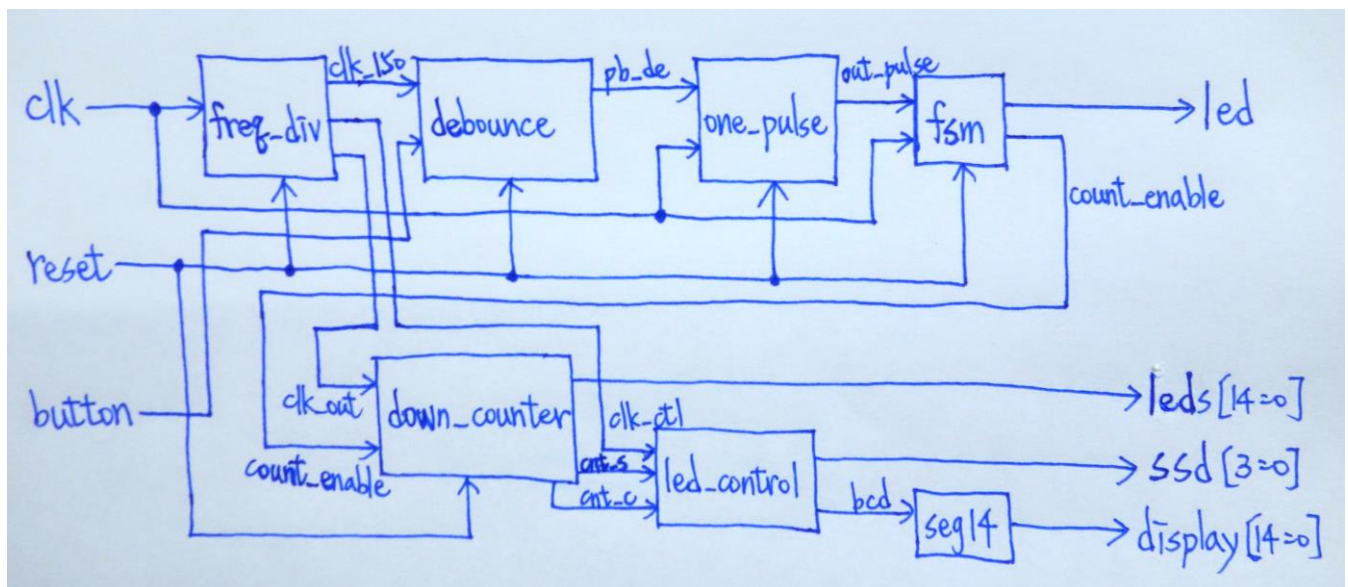 clk
freq_div
clk_150
debounce
pb_de
one_pulse
out_pulse
fsm
led
count_enable
reset
button
clk_out
count_enable
down_counter
clk_ctl
cnt_s
cnt_c
led_control
bcd
seg14
leds[14=0]
ssd[3=0]
display[14=0]